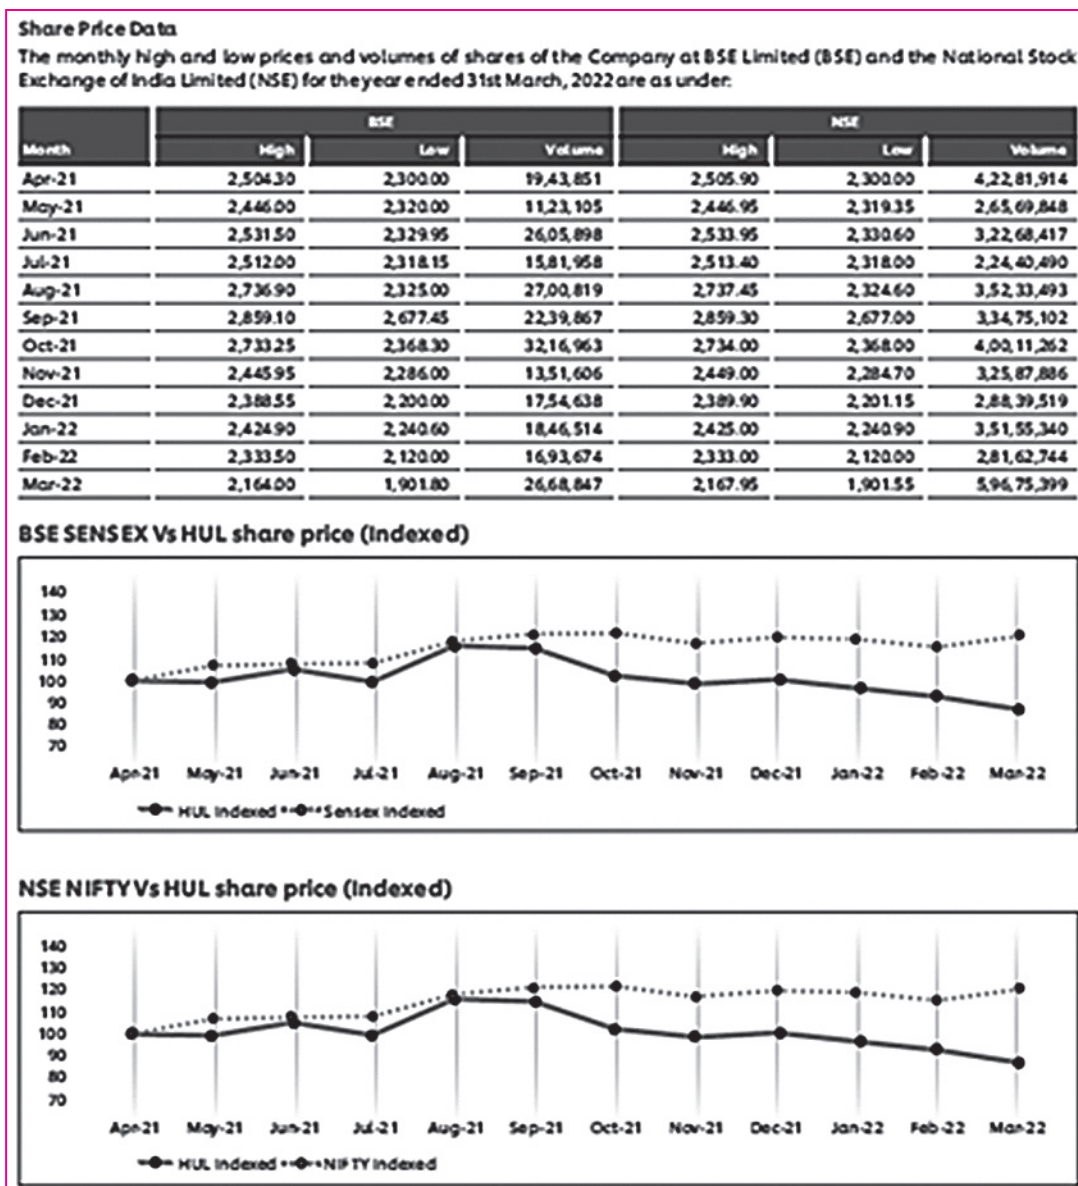 Share Price Data
The monthly high and low prices and volumes of shares of the Company at BSE Limited (BSE) and the National Stock
Exchange of India Limited (NSE) for the year ended 31st March, 2022 are as under:
BSE NSE
Month High Low Volume High Low Volume
Apr-21 2,504.30 2,300.00 19,43,851 2,505.90 2,300.00 4,22,81,914
May-21 2,446.00 2,320.00 11,23,105 2,446.95 2,319.35 2,65,69,848
Jun-21 2,531.50 2,329.95 26,05,898 2,533.95 2,330.60 3,22,68,417
Jul-21 2,512.00 2,318.15 15,81,958 2,513.40 2,318.00 2,24,40,490
Aug-21 2,736.90 2,325.00 27,00,819 2,737.45 2,324.60 3,52,33,493
Sep-21 2,859.10 2,677.45 22,39,867 2,859.30 2,677.00 3,34,75,102
Oct-21 2,733.25 2,368.30 32,16,963 2,734.00 2,368.00 4,00,11,262
Nov-21 2,445.95 2,286.00 13,51,606 2,449.00 2,284.70 3,25,87,886
Dec-21 2,388.55 2,200.00 17,54,638 2,389.90 2,201.15 2,88,39,519
Jan-22 2,424.90 2,240.60 18,46,514 2,425.00 2,240.90 3,51,55,340
Feb-22 2,333.50 2,120.00 16,93,674 2,333.00 2,120.00 2,81,62,744
Mar-22 2,164.00 1,901.80 26,68,847 2,167.95 1,901.55 5,96,75,399
BSE SENSEX Vs HUL share price (Indexed)
140
130
120
110
100
90
80
70
Apr-21 May-21 Jun-21 Jul-21 Aug-21 Sep-21 Oct-21 Nov-21 Dec-21 Jan-22 Feb-22 Mar-22
HUL Indexed Sensex Indexed
NSE NIFTY Vs HUL share price (Indexed)
140
130
120
110
100
90
80
70
Apr-21 May-21 Jun-21 Jul-21 Aug-21 Sep-21 Oct-21 Nov-21 Dec-21 Jan-22 Feb-22 Mar-22
HUL Indexed NIFTY Indexed